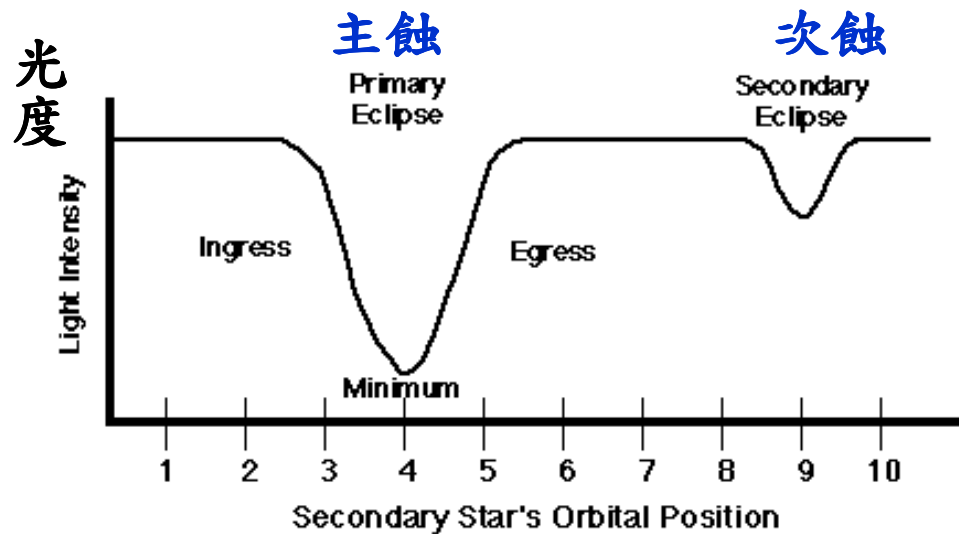 主蝕
次蝕
光
度
Primary
Eclipse
Secondary
Eclipse
Light Intensity
Ingress
Egress
Minimum
1 2 3 4 5 6 7 8 9 10
Secondary Star's Orbital Position